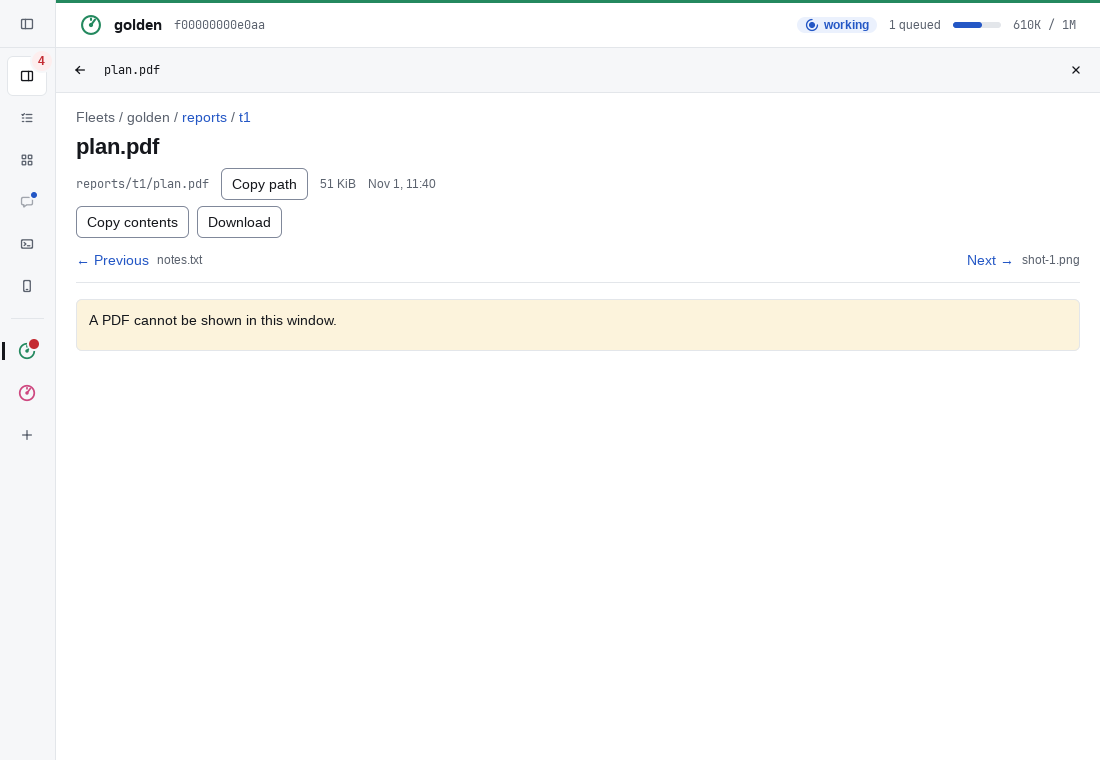 golden f00000000e0aa working 1 queued 610K / 1M
4
plan.pdf
Fleets / golden / reports / t1
plan.pdf
reports/t1/plan.pdf Copy path 51 KiB Nov 1, 11:40
Copy contents Download
← Previous notes.txt Next → shot-1.png
A PDF cannot be shown in this window.